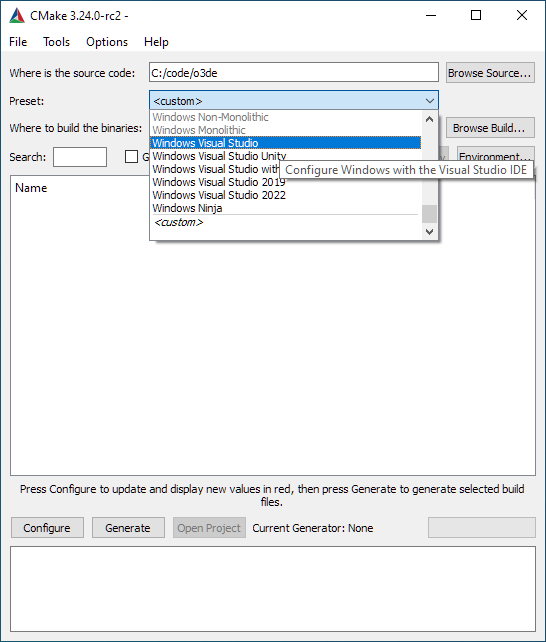 CMake 3.24.0-rc2 -
File Tools Options Help
Where is the source code: C:/code/o3de Browse Source...
Preset: <custom>
Windows Non-Monolithic
Windows Monolithic
Where to build the binaries: Browse Build...
Windows Visual Studio
Windows Visual Studio Unity
Search: G Environment...
Windows Visual Studio with
Configure Windows with the Visual Studio IDE
Windows Visual Studio 2019
Name
Windows Visual Studio 2022
Windows Ninja
<custom>
Press Configure to update and display new values in red, then press Generate to generate selected build
files.
Configure Generate Open Project Current Generator: None